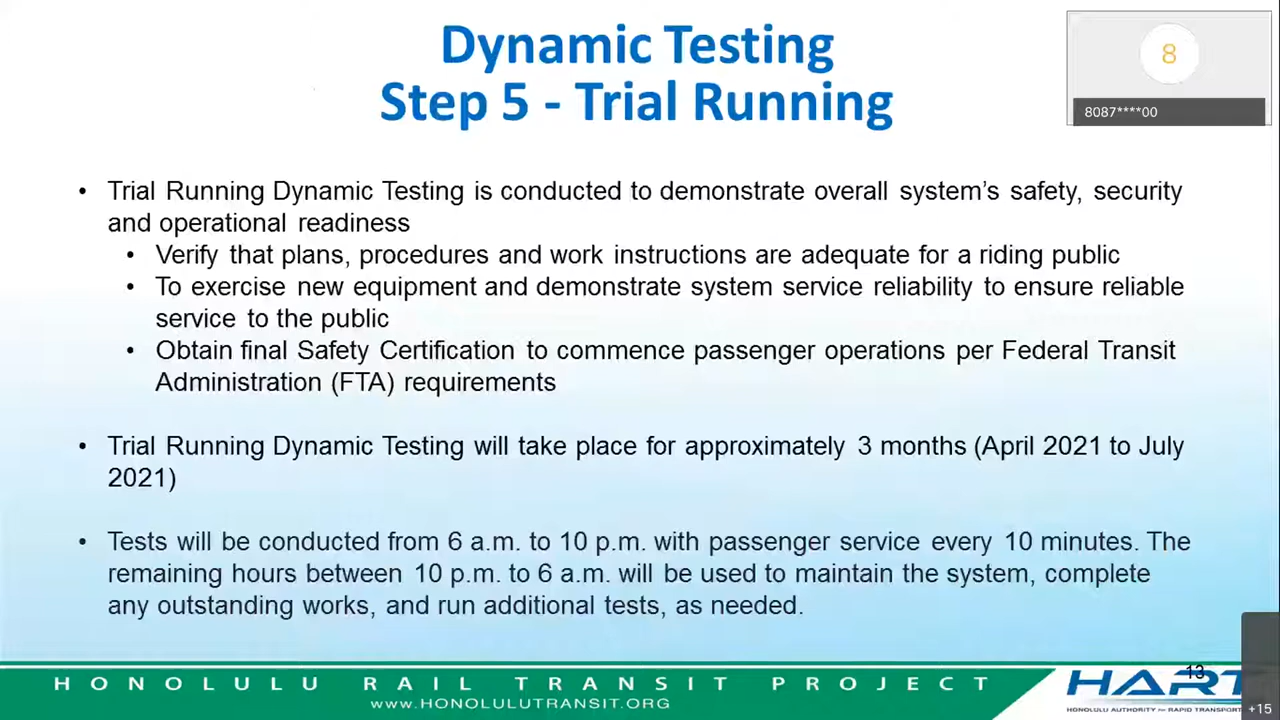 Dynamic Testing
Step 5 - Trial Running
8
8087****00
• Trial Running Dynamic Testing is conducted to demonstrate overall system's safety, security
and operational readiness
• Verify that plans, procedures and work instructions are adequate for a riding public
• To exercise new equipment and demonstrate system service reliability to ensure reliable
service to the public
• Obtain final Safety Certification to commence passenger operations per Federal Transit
Administration (FTA) requirements
• Trial Running Dynamic Testing will take place for approximately 3 months (April 2021 to July
2021)
• Tests will be conducted from 6 a.m. to 10 p.m. with passenger service every 10 minutes. The
remaining hours between 10 p.m. to 6 a.m. will be used to maintain the system, complete
any outstanding works, and run additional tests, as needed.
13
HONOLULU RAIL TRANSIT PROJECT
www.HONOLULUTRANSIT.ORG
HART
HONOLULU AUTHORITY for RAPID
+15